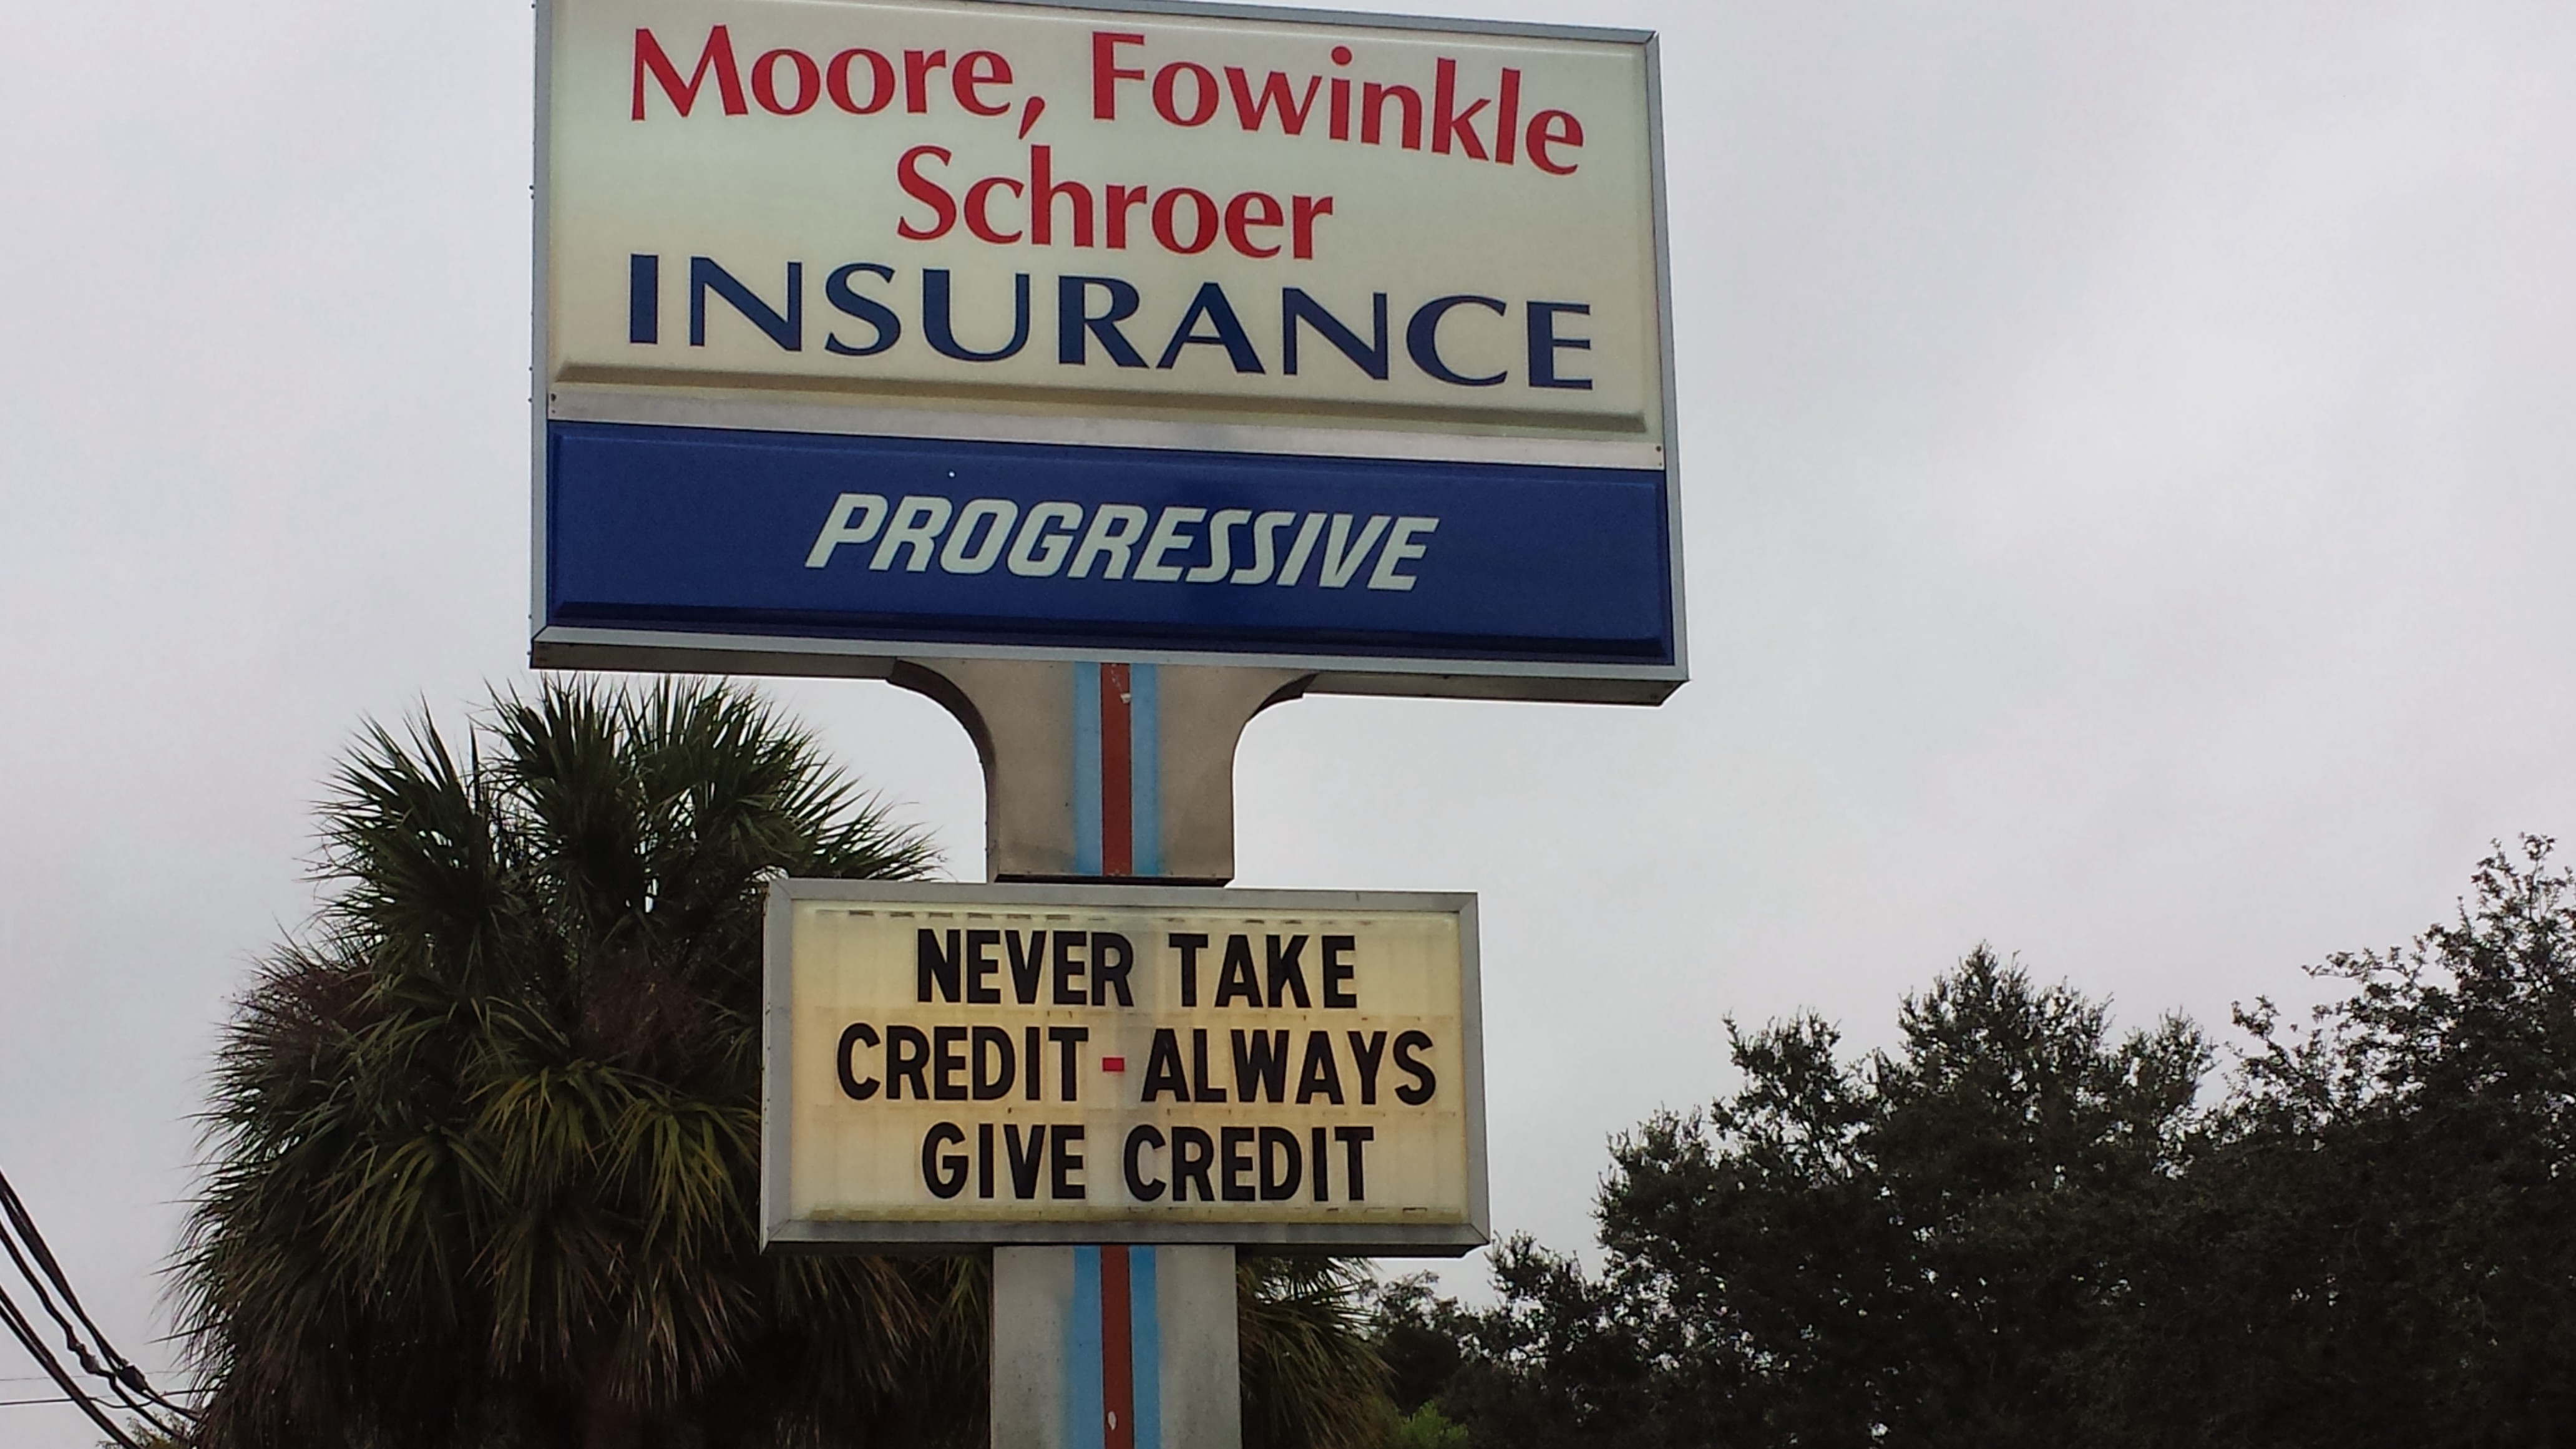 Moore, Fowinkle
Schroer
INSURANCE
PROGRESSIVE
NEVER TAKE
CREDIT - ALWAYS
GIVE CREDIT